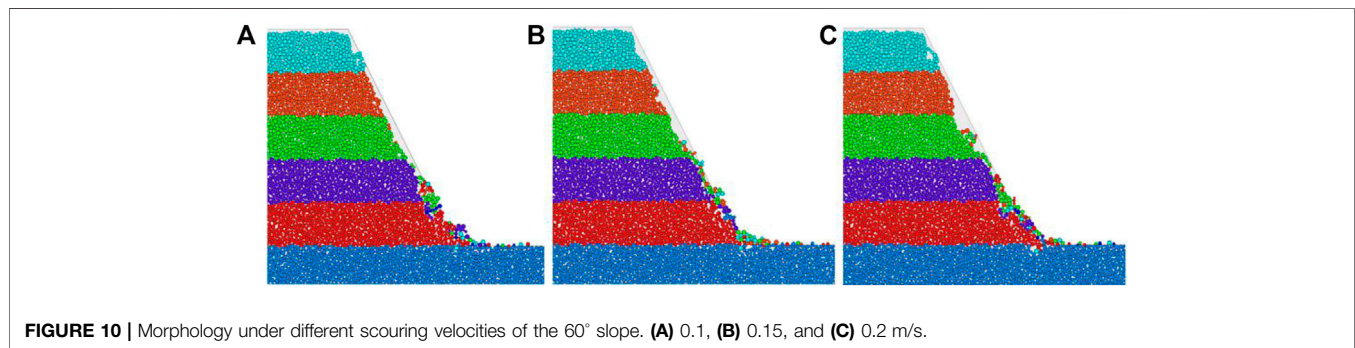 A B C
FIGURE 10 | Morphology under different scouring velocities of the 60° slope. (A) 0.1, (B) 0.15, and (C) 0.2 m/s.